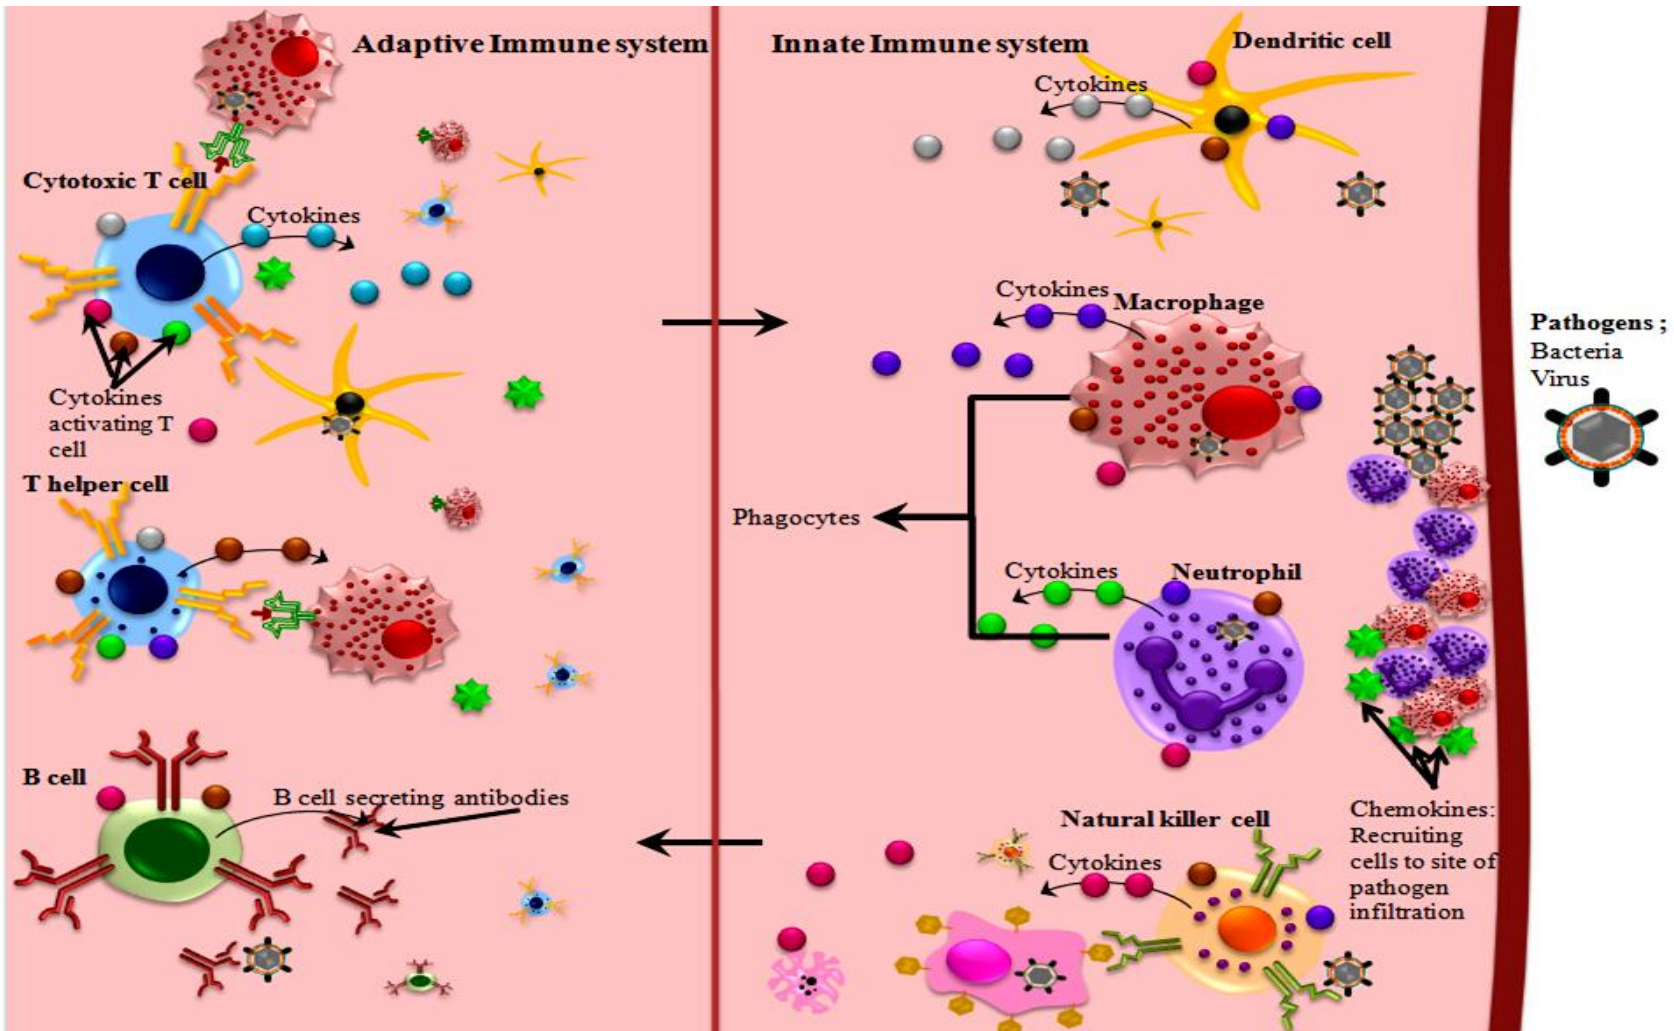 Adaptive Immune system
Cytotoxic T cell
Cytokines
Cytokines
activating T
cell
T helper cell
B cell
B cell secreting antibodies
Innate Immune system
Dendritic cell
Cytokines
Cytokines
Macrophage
Phagocytes
Cytokines
Neutrophil
Natural killer cell
Cytokines
Chemokines:
Recruiting
cells to site of
pathogen
infiltration
Pathogens ;
Bacteria
Virus